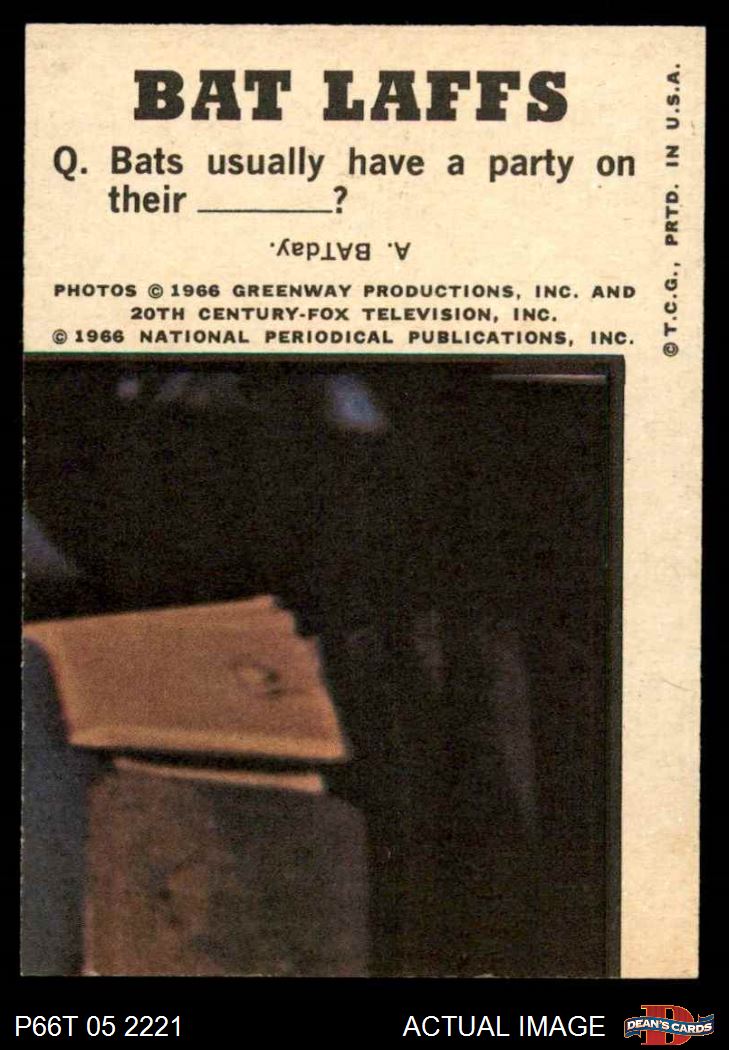 BAT LAFFS
Q. Bats usually have a party on
their _______?
A. BATday.
PHOTOS © 1966 GREENWAY PRODUCTIONS, INC. AND
20TH CENTURY-FOX TELEVISION, INC.
© 1966 NATIONAL PERIODICAL PUBLICATIONS, INC.
© T.C.G., PRTD. IN U.S.A.
P66T 05 2221
ACTUAL IMAGE
D
DEAN'S CARDS